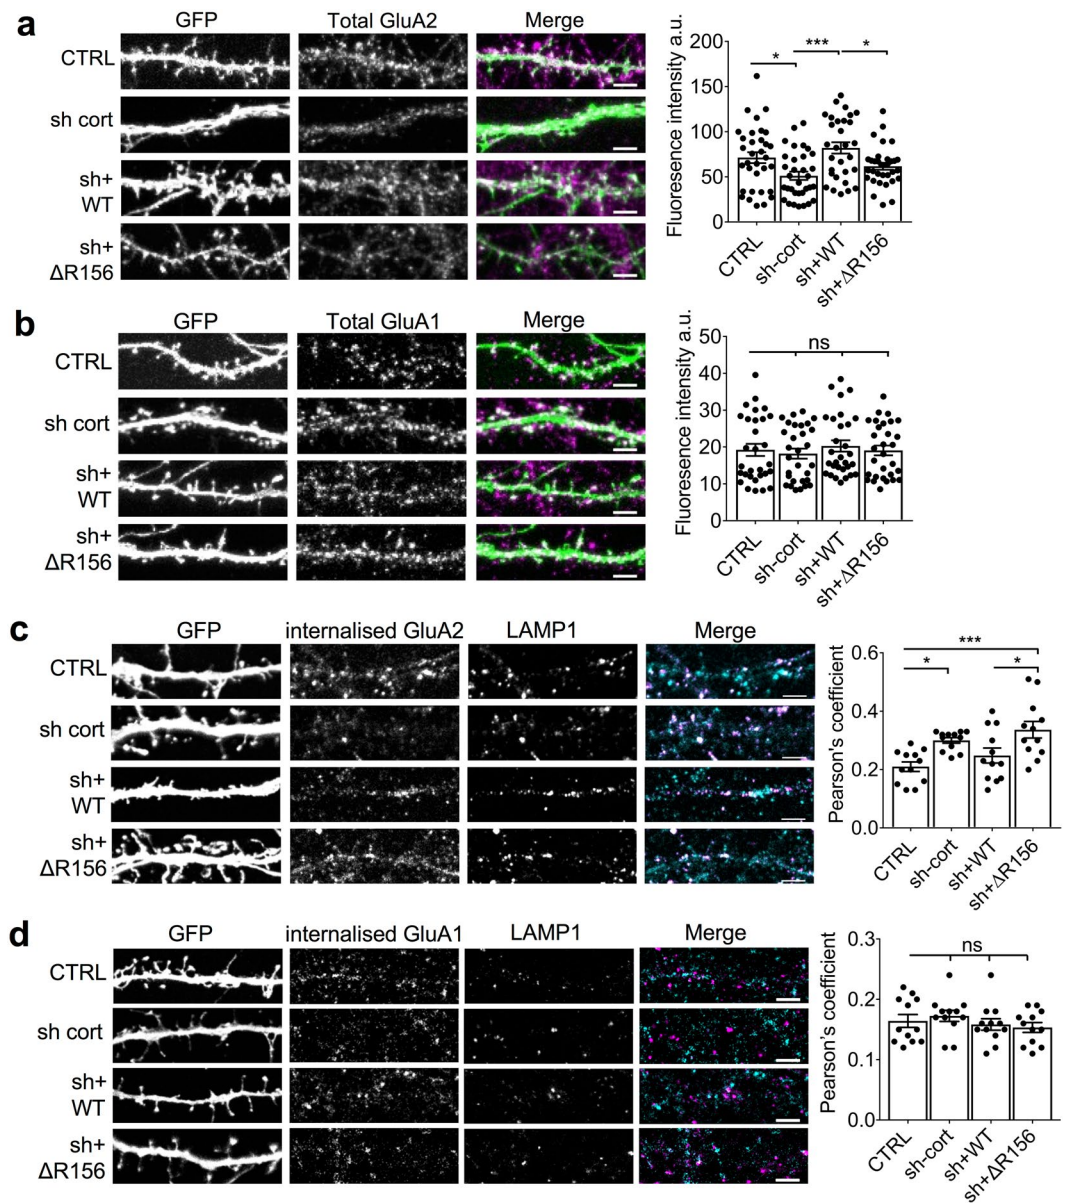 a
GFP Total GluA2 Merge
CTRL
sh cort
sh+
WT
sh+
ΔR156
Fluorescence intensity a.u.
200
150
100
50
0
* *** *
CTRL sh-cort sh+WT sh+ΔR156
b
GFP Total GluA1 Merge
CTRL
sh cort
sh+
WT
sh+
ΔR156
Fluorescence intensity a.u.
50
40
30
20
10
0
ns
CTRL sh-cort sh+WT sh+ΔR156
c
GFP internalised GluA2 LAMP1 Merge
CTRL
sh cort
sh+
WT
sh+
ΔR156
Pearson's coefficient
0.6
0.4
0.2
0.0
***
* *
CTRL sh-cort sh+WT sh+ΔR156
d
GFP internalised GluA1 LAMP1 Merge
CTRL
sh cort
sh+
WT
sh+
ΔR156
Pearson's coefficient
0.3
0.2
0.1
0.0
ns
CTRL sh-cort sh+WT sh+ΔR156